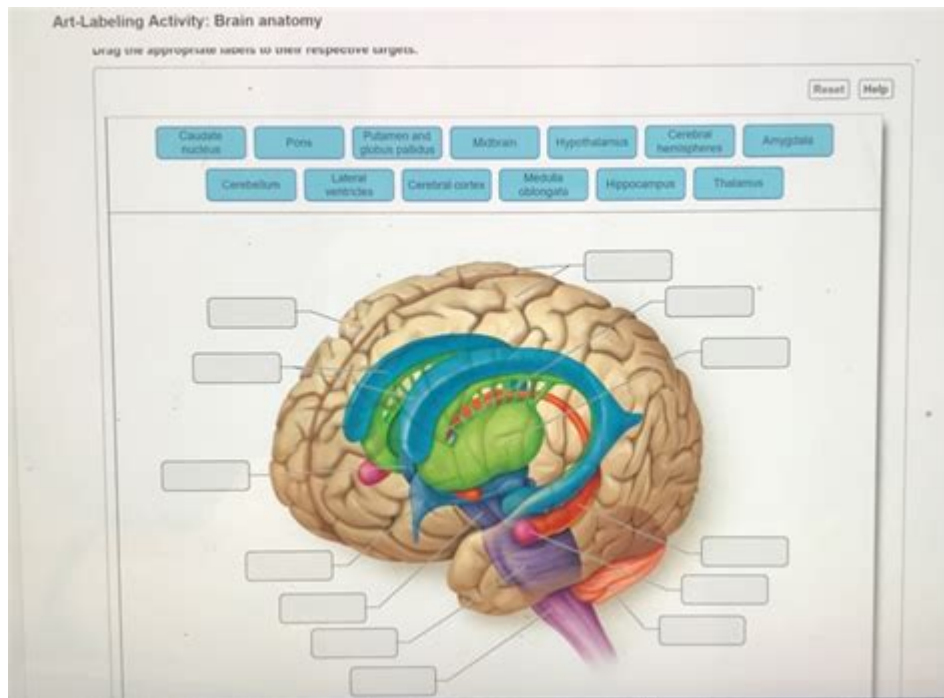 Art-Labeling Activity: Brain anatomy
Drag the appropriate labels to their respective targets.
Reset Help
Caudate
nucleus
Pons
Putamen and
globus pallidus
Midbrain
Hypothalamus
Cerebral
hemispheres
Amygdala
Cerebellum
Lateral
ventricles
Cerebral cortex
Medulla
oblongata
Hippocampus
Thalamus